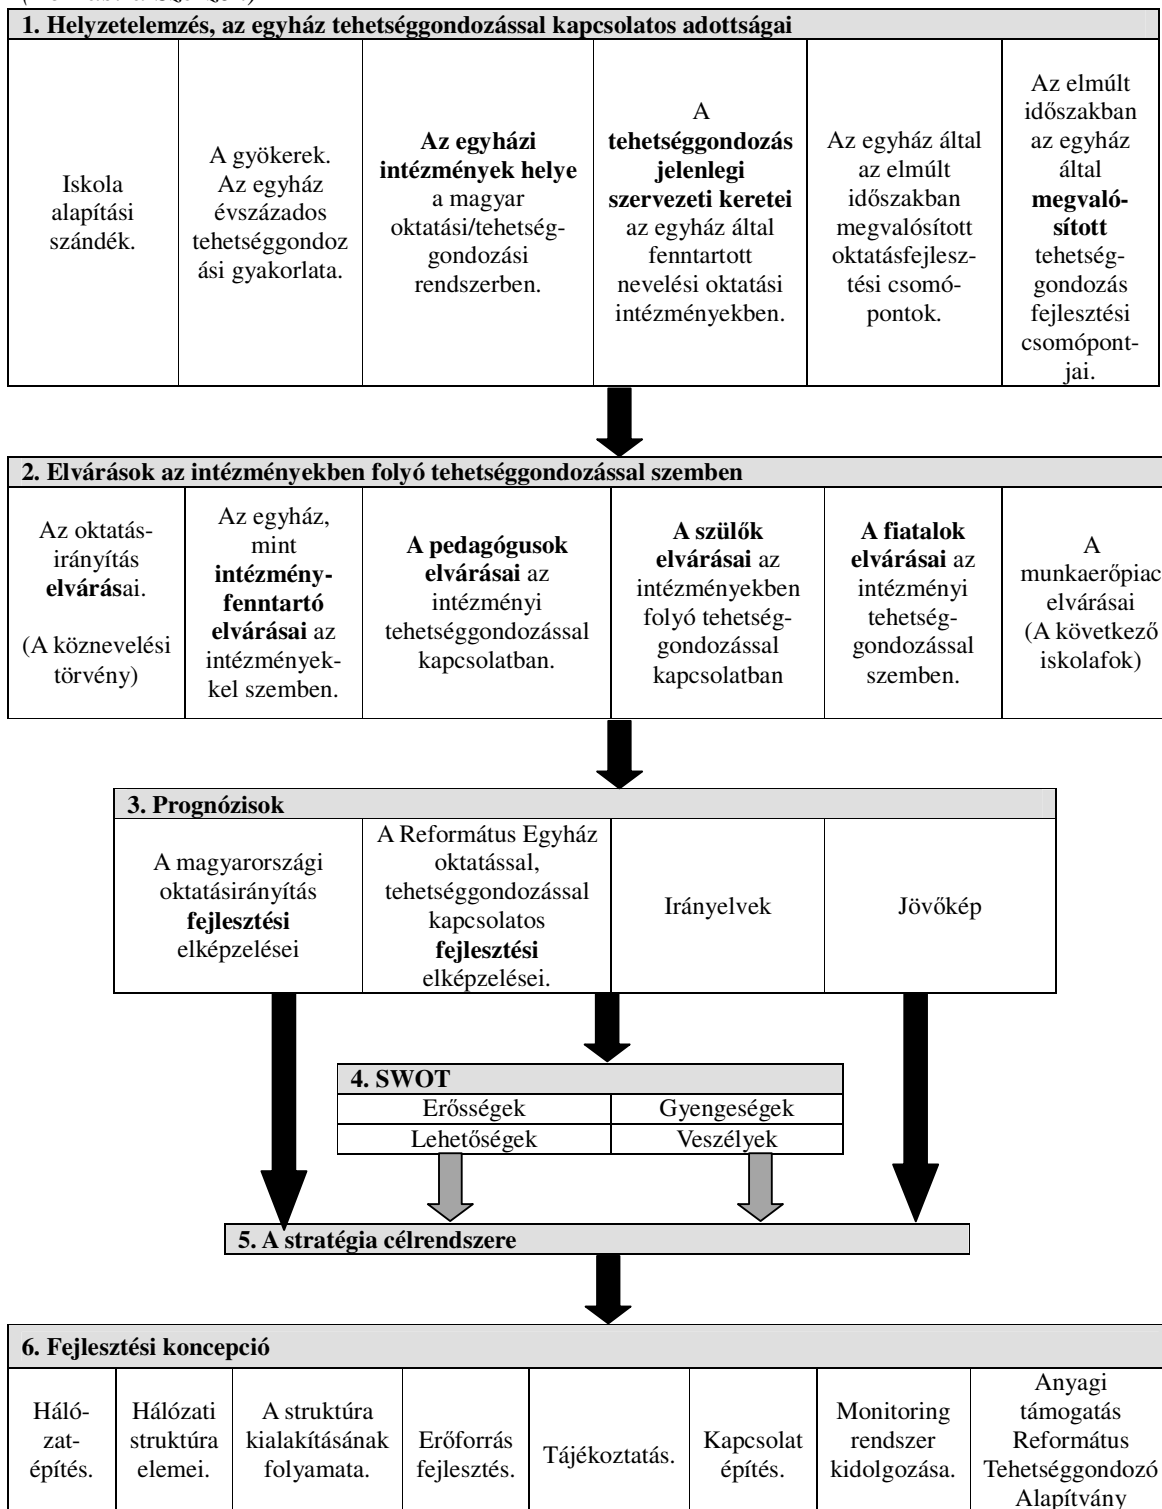 1. Helyzetelemzés, az egyház tehetséggondozással kapcsolatos adottságai
Iskola
alapítási
szándék.
A gyökerek.
Az egyház
évszázados
tehetséggondoz
ási gyakorlata.
Az egyházi
intézmények helye
a magyar
oktatási/tehetség-
gondozási
rendszerben.
A
tehetséggondozás
jelenlegi
szervezeti keretei
az egyház által
fenntartott
nevelési oktatási
intézményekben.
Az egyház által
az elmúlt
időszakban
megvalósított
oktatásfejlesz-
tési csomó-
pontok.
Az elmúlt
időszakban
az egyház
által
megvaló-
sított
tehetség-
gondozás
fejlesztési
csomópont-
jai.
2. Elvárások az intézményekben folyó tehetséggondozással szemben
Az oktatás-
irányítás
elvárásai.
(A köznevelési
törvény)
Az egyház,
mint
intézmény-
fenntartó
elvárásai az
intézmények-
kel szemben.
A pedagógusok
elvárásai az
intézményi
tehetséggondozással
kapcsolatban.
A szülők
elvárásai az
intézményekben
folyó tehetség-
gondozással
kapcsolatban
A fiatalok
elvárásai az
intézményi
tehetség-
gondozással
szemben.
A
munkaerőpiac
elvárásai
(A következő
iskolafok)
3. Prognózisok
A magyarországi
oktatásirányítás
fejlesztési
elképzelései
A Református Egyház
oktatással,
tehetséggondozással
kapcsolatos
fejlesztési
elképzelései.
Irányelvek
Jövőkép
4. SWOT
Erősségek
Gyengeségek
Lehetőségek
Veszélyek
5. A stratégia célrendszere
6. Fejlesztési koncepció
Háló-
zat-
építés.
Hálózati
struktúra
elemei.
A struktúra
kialakításának
folyamata.
Erőforrás
fejlesztés.
Tájékoztatás.
Kapcsolat
építés.
Monitoring
rendszer
kidolgozása.
Anyagi
támogatás
Református
Tehetséggondozó
Alapítvány